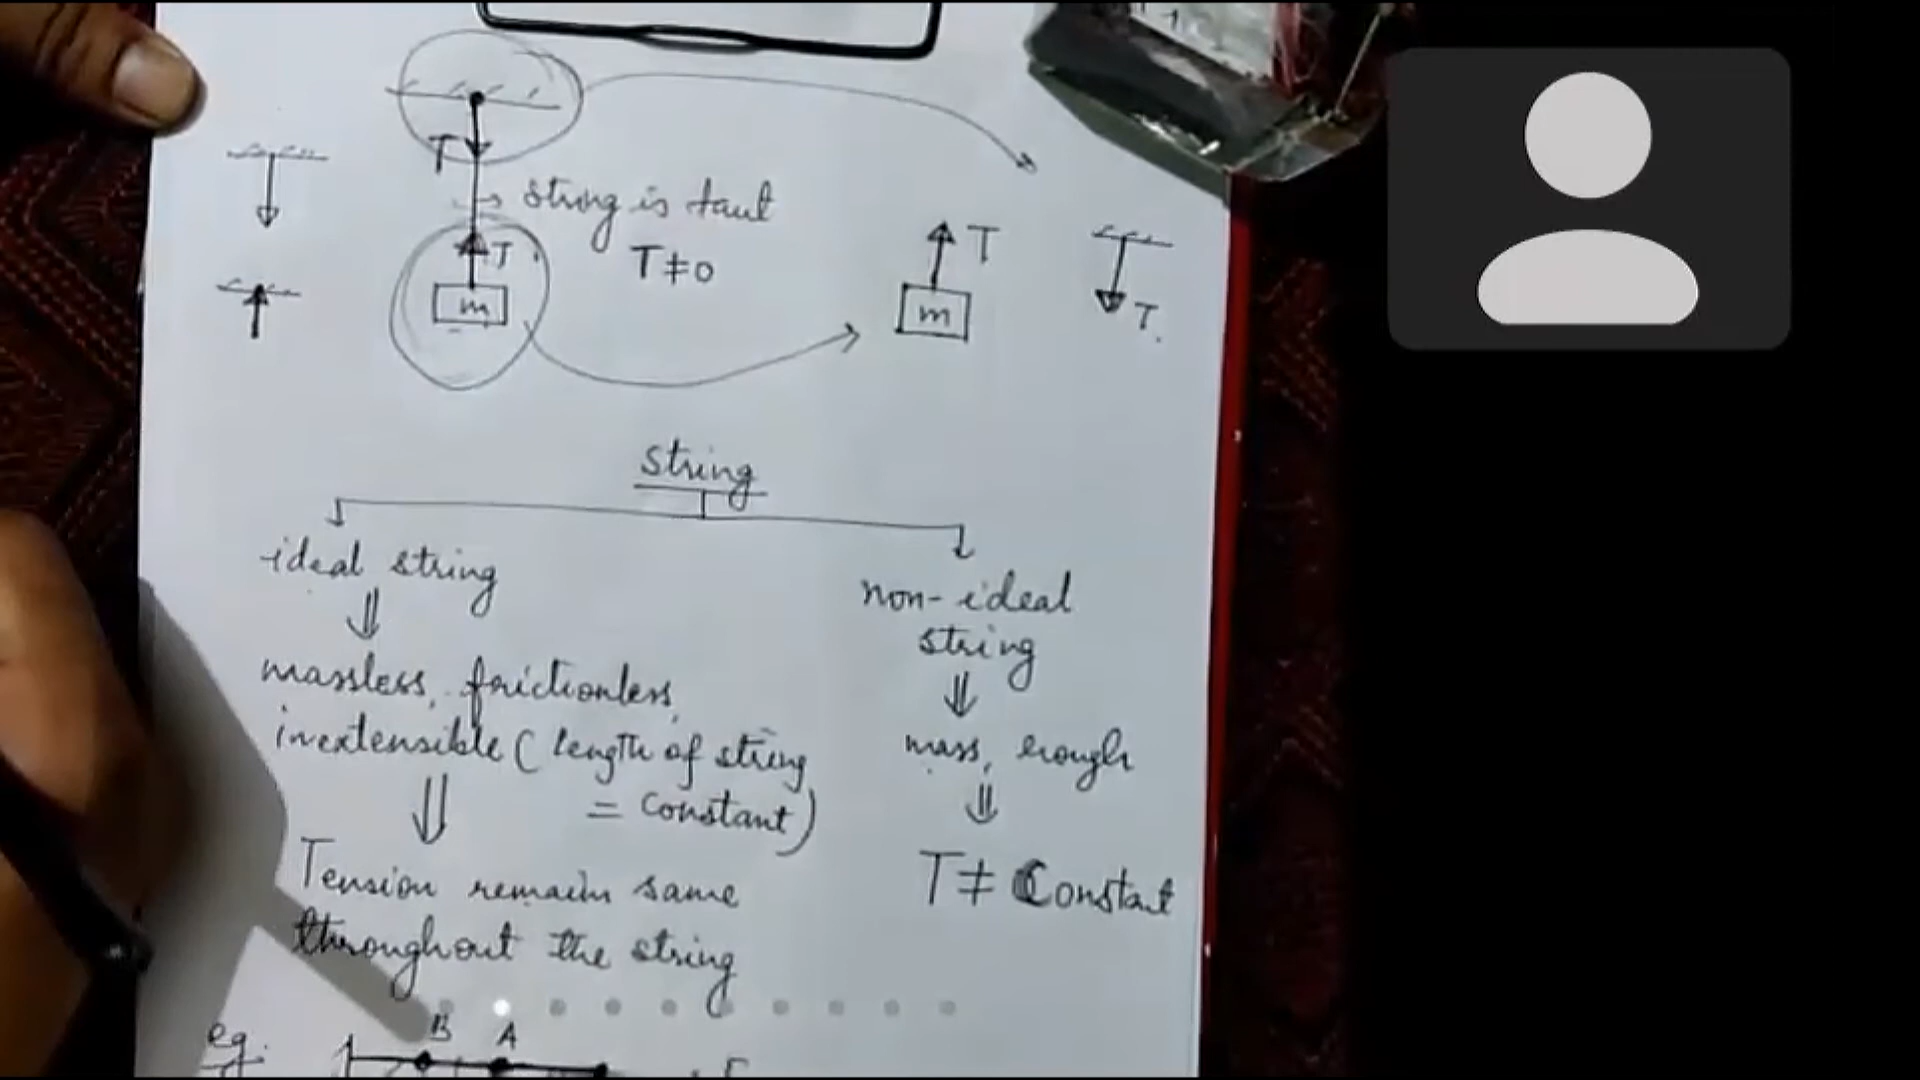 T
string is taut
T
T≠0
m
T
m
T.
string
ideal string
non-ideal
string
massless, frictionless,
inextensible ( length of string
= constant)
mass, rough
Tension remain same
throughout the string
T ≠ Constant
eg.
B
A
F